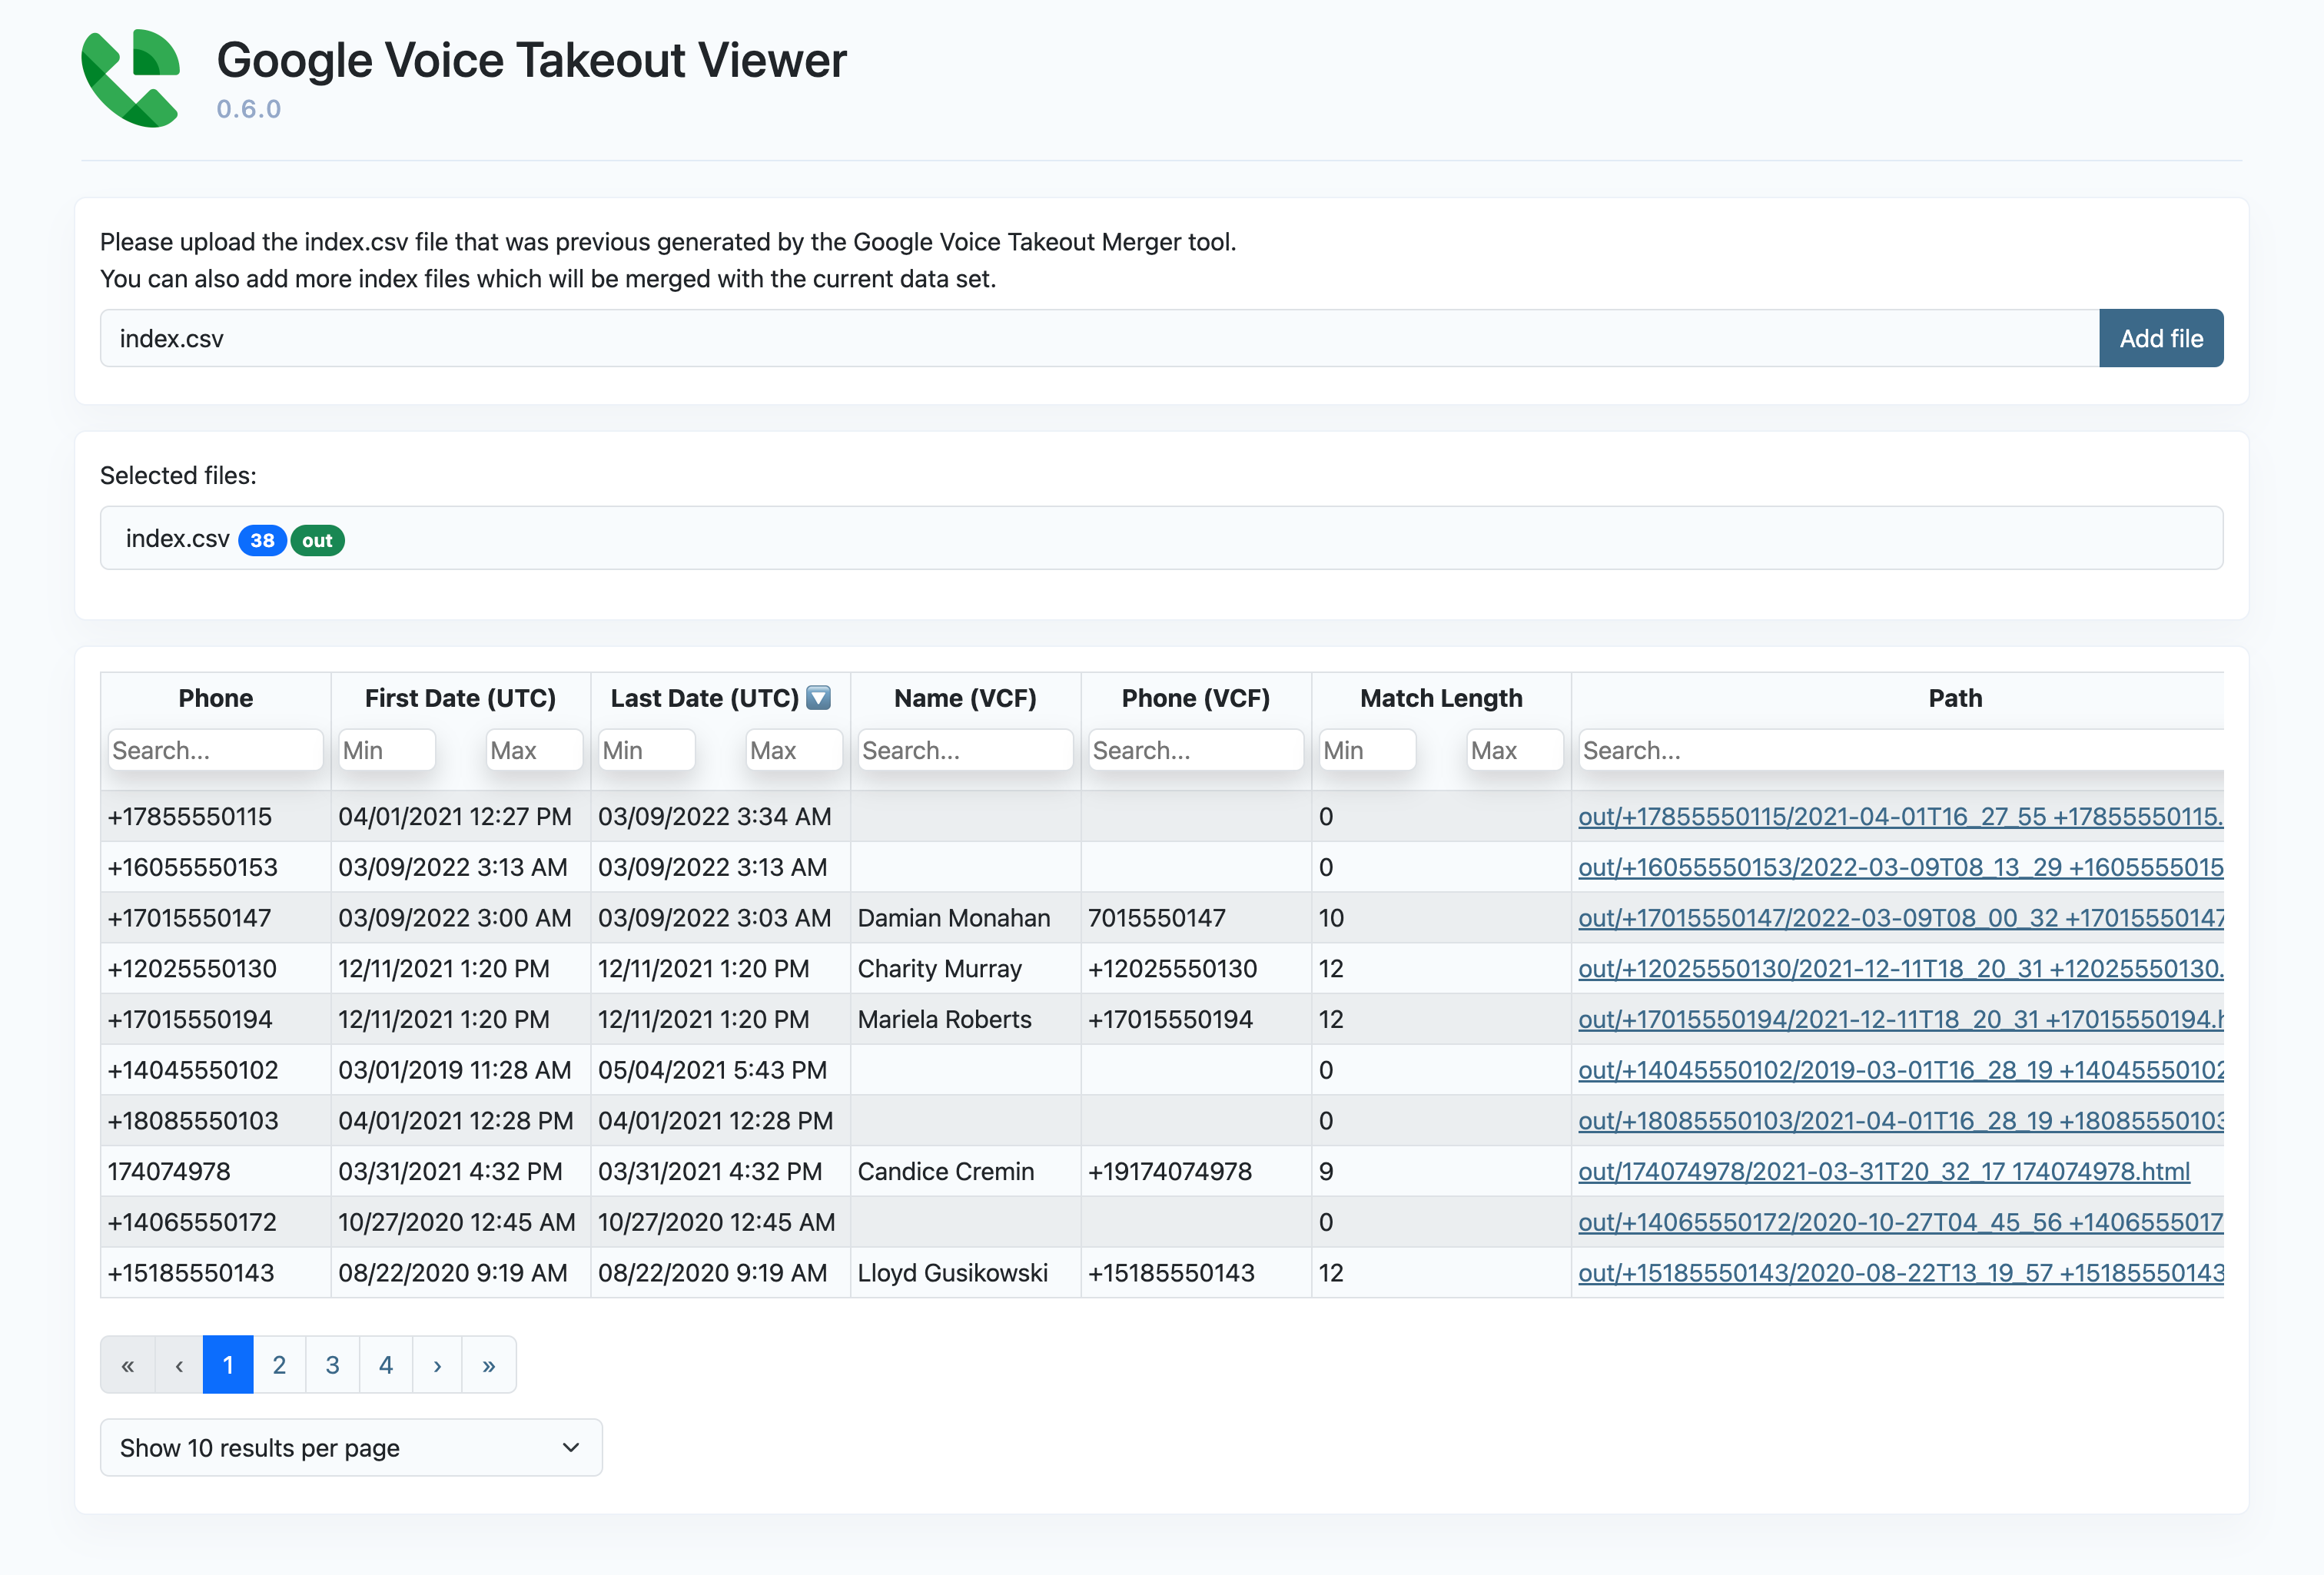 Google Voice Takeout Viewer
0.6.0
Please upload the index.csv file that was previous generated by the Google Voice Takeout Merger tool.
You can also add more index files which will be merged with the current data set.
index.csv Add file
Selected files:
index.csv 38 out
Phone First Date (UTC) Last Date (UTC) Name (VCF) Phone (VCF) Match Length Path
Search... Min Max Min Max Search... Search... Min Max Search...
+17855550115 04/01/2021 12:27 PM 03/09/2022 3:34 AM 0 out/+17855550115/2021-04-01T16_27_55 +17855550115.
+16055550153 03/09/2022 3:13 AM 03/09/2022 3:13 AM 0 out/+16055550153/2022-03-09T08_13_29 +1605555015
+17015550147 03/09/2022 3:00 AM 03/09/2022 3:03 AM Damian Monahan 7015550147 10 out/+17015550147/2022-03-09T08_00_32 +17015550147
+12025550130 12/11/2021 1:20 PM 12/11/2021 1:20 PM Charity Murray +12025550130 12 out/+12025550130/2021-12-11T18_20_31 +12025550130.
+17015550194 12/11/2021 1:20 PM 12/11/2021 1:20 PM Mariela Roberts +17015550194 12 out/+17015550194/2021-12-11T18_20_31 +17015550194.h
+14045550102 03/01/2019 11:28 AM 05/04/2021 5:43 PM 0 out/+14045550102/2019-03-01T16_28_19 +14045550102
+18085550103 04/01/2021 12:28 PM 04/01/2021 12:28 PM 0 out/+18085550103/2021-04-01T16_28_19 +18085550103
174074978 03/31/2021 4:32 PM 03/31/2021 4:32 PM Candice Cremin +19174074978 9 out/174074978/2021-03-31T20_32_17 174074978.html
+14065550172 10/27/2020 12:45 AM 10/27/2020 12:45 AM 0 out/+14065550172/2020-10-27T04_45_56 +1406555017
+15185550143 08/22/2020 9:19 AM 08/22/2020 9:19 AM Lloyd Gusikowski +15185550143 12 out/+15185550143/2020-08-22T13_19_57 +15185550143
« ‹ 1 2 3 4 › »
Show 10 results per page